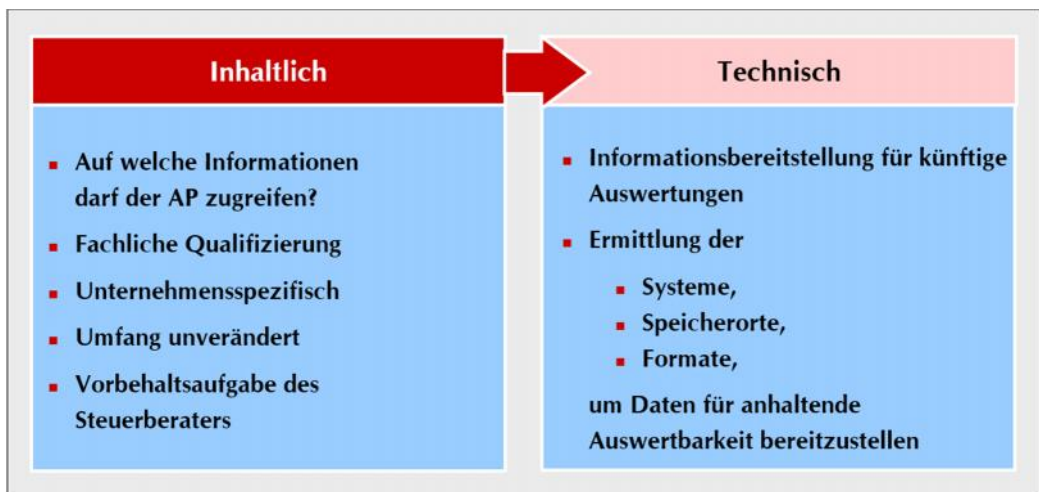 Inhaltlich
Auf welche Informationen
darf der AP zugreifen?
Fachliche Qualifizierung
Unternehmensspezifisch
Umfang unverändert
Vorbehaltsaufgabe des
Steuerberaters
Technisch
Informationsbereitstellung für künftige
Auswertungen
Ermittlung der
Systeme,
Speicherorte,
Formate,
um Daten für anhaltende
Auswertbarkeit bereitzustellen